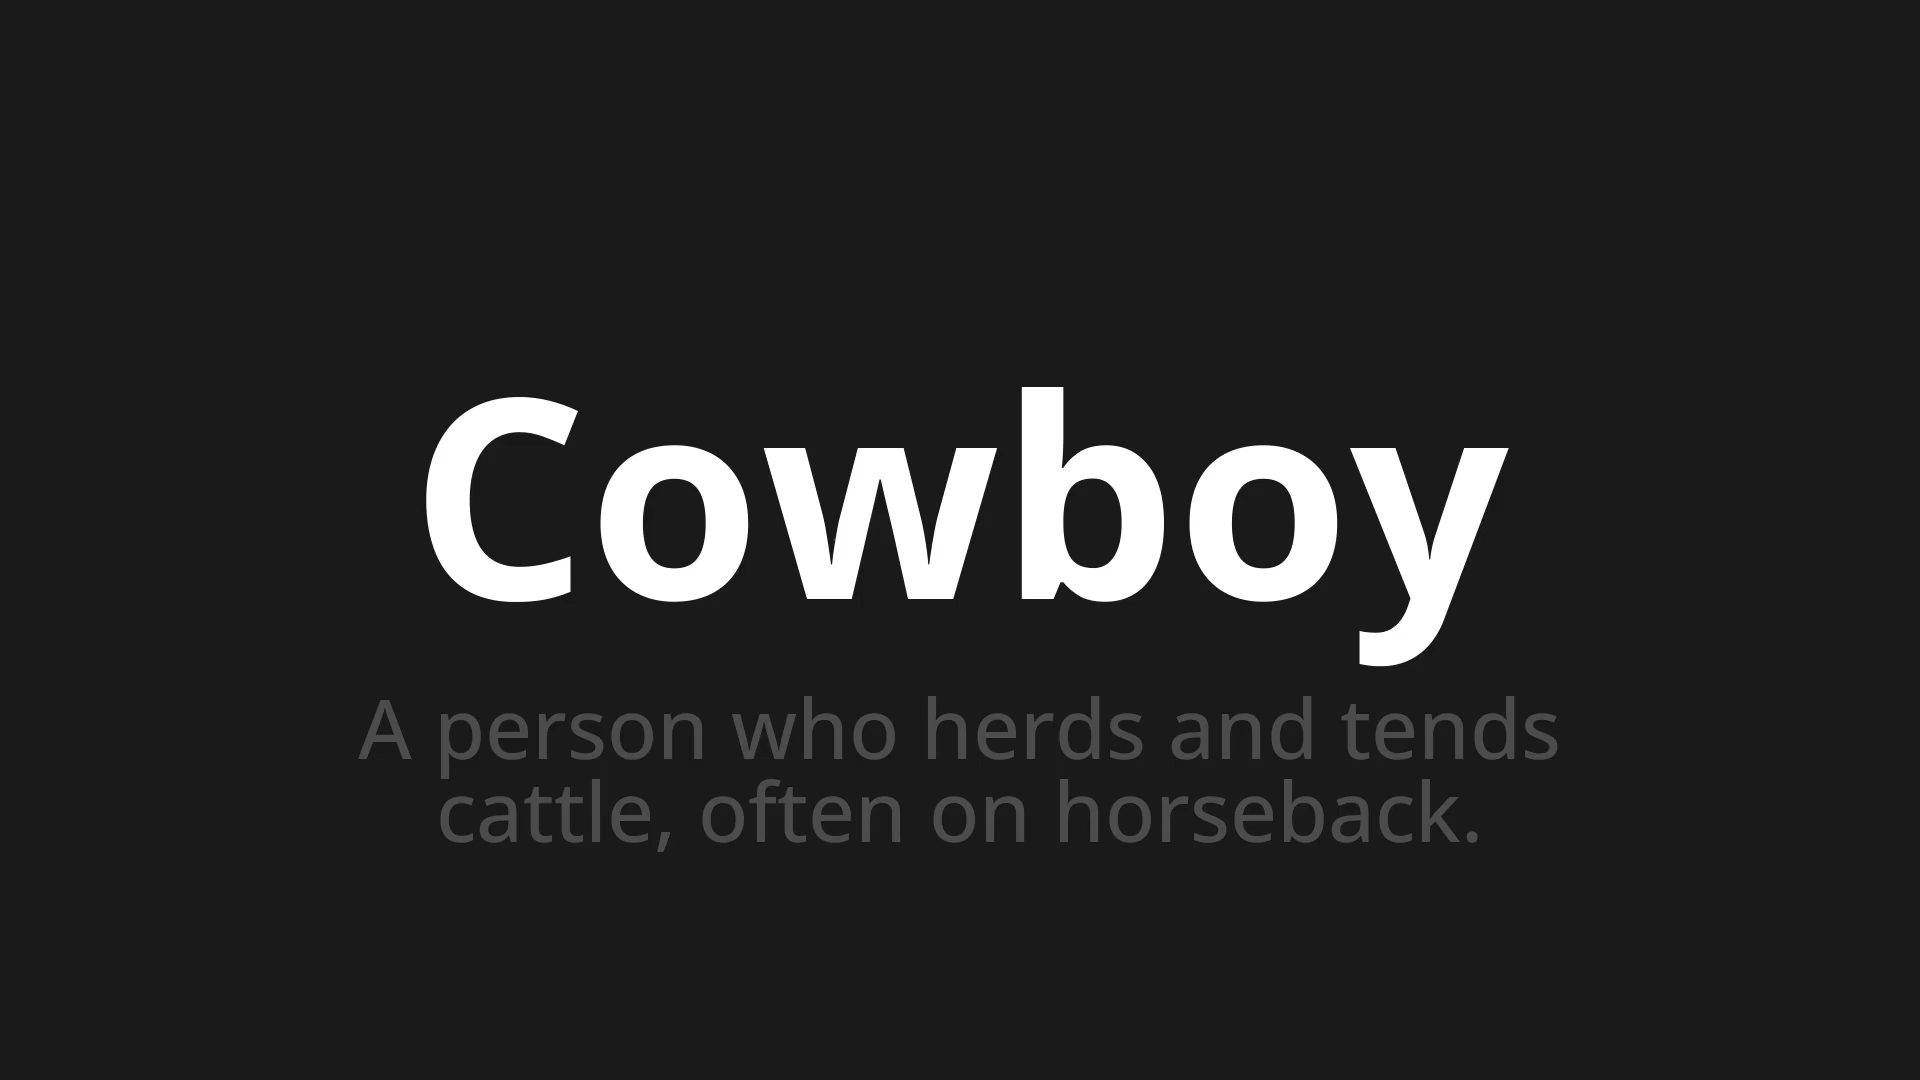 Cowboy
A person who herds and tends
cattle, often on horseback.